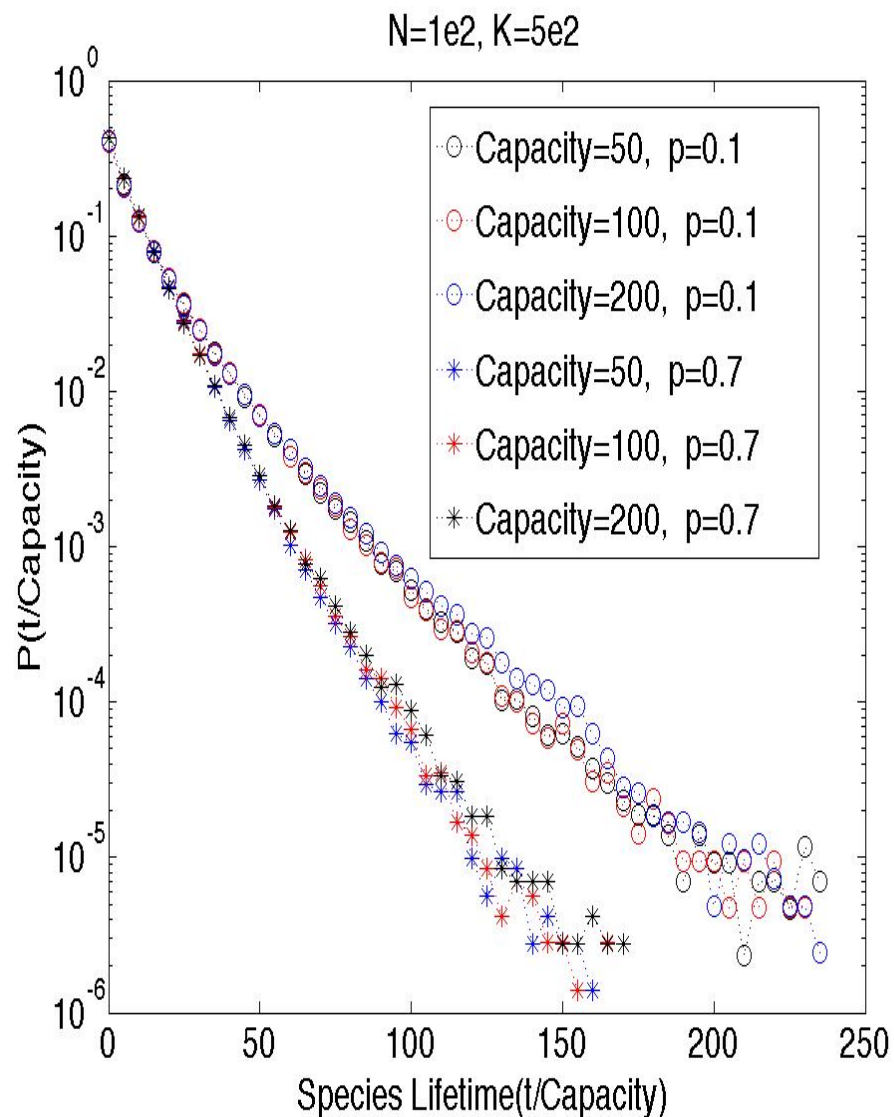 N=1e2, K=5e2
10^0
10^-1
10^-2
10^-3
10^-4
10^-5
10^-6
P(t/Capacity)
Capacity=50, p=0.1
Capacity=100, p=0.1
Capacity=200, p=0.1
Capacity=50, p=0.7
Capacity=100, p=0.7
Capacity=200, p=0.7
0 50 100 150 200 250
Species Lifetime(t/Capacity)